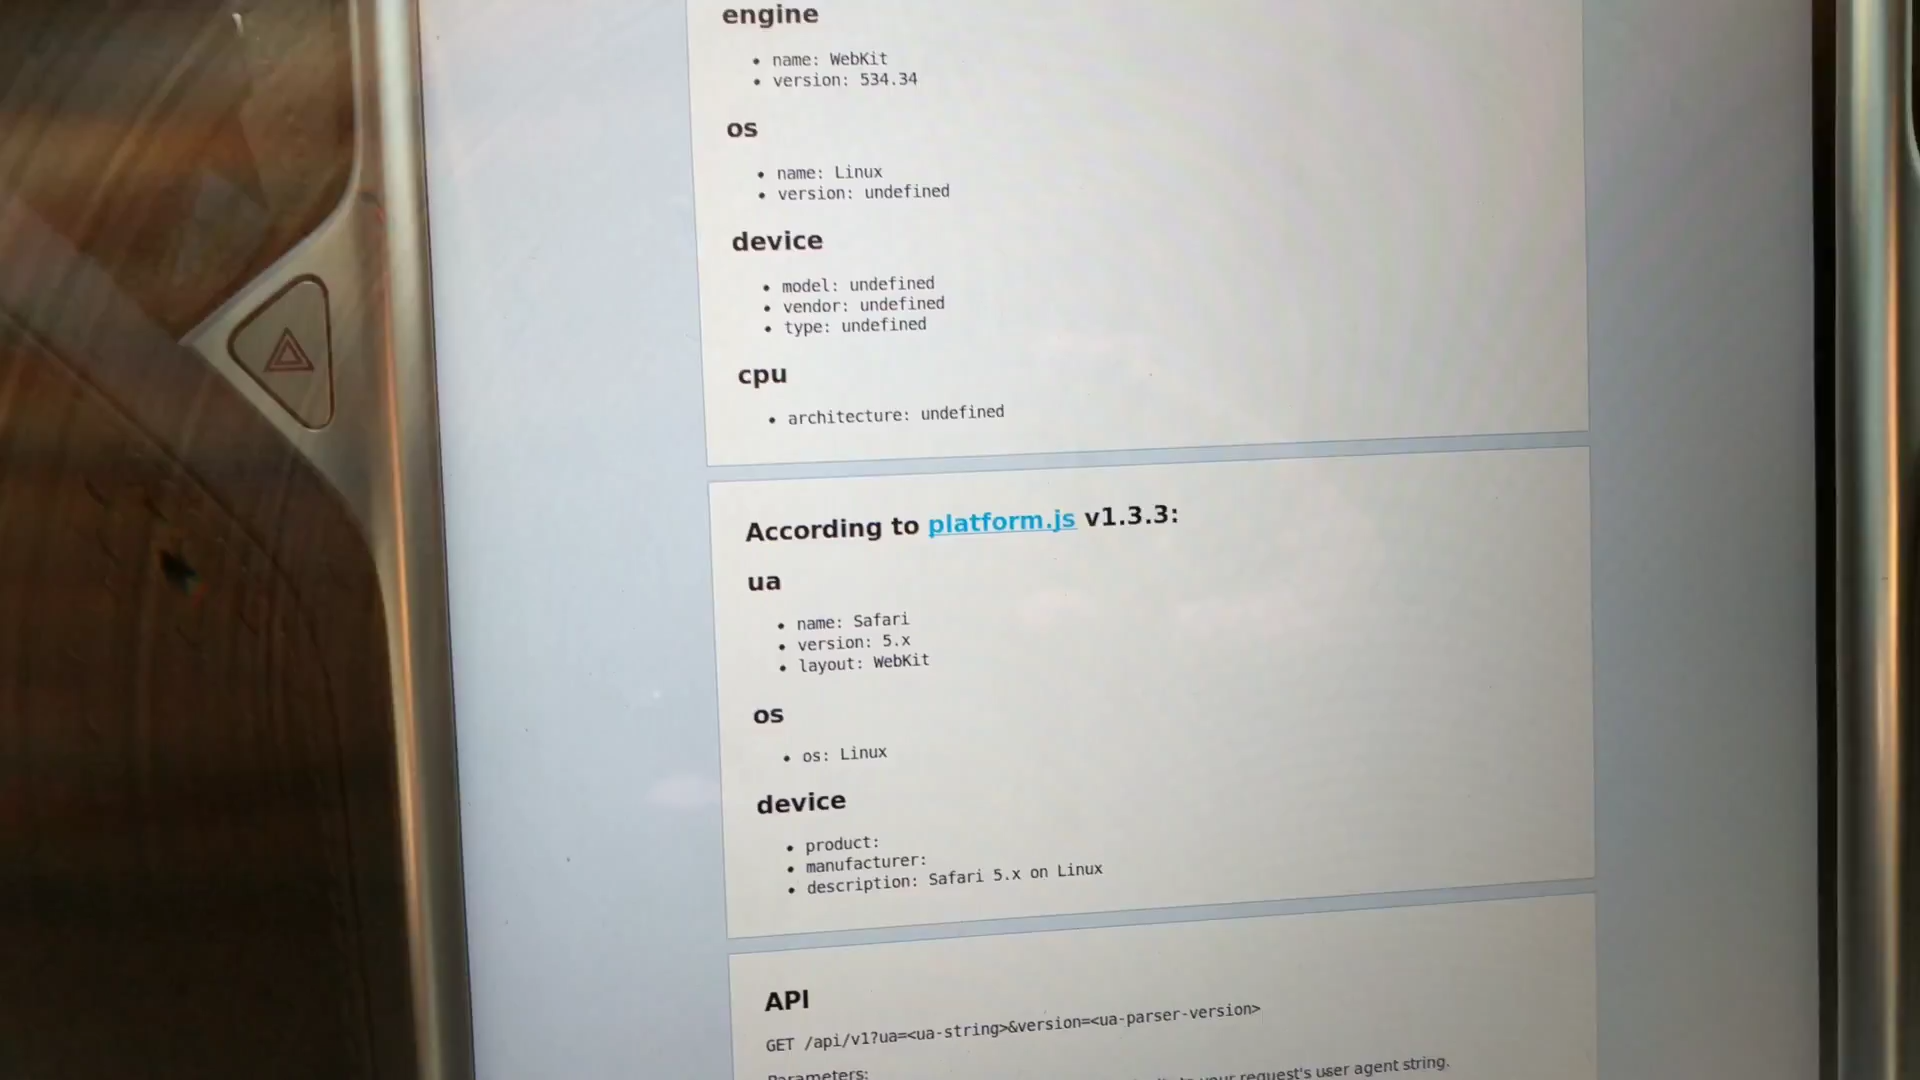 engine
name: WebKit
version: 534.34
os
name: Linux
version: undefined
device
model: undefined
vendor: undefined
type: undefined
cpu
architecture: undefined
According to platform.js v1.3.3:
ua
name: Safari
version: 5.x
layout: WebKit
os
os: Linux
device
product:
manufacturer:
description: Safari 5.x on Linux
API
GET /api/v1?ua=<ua-string>&version=<ua-parser-version>
Parameters:
your request's user agent string.